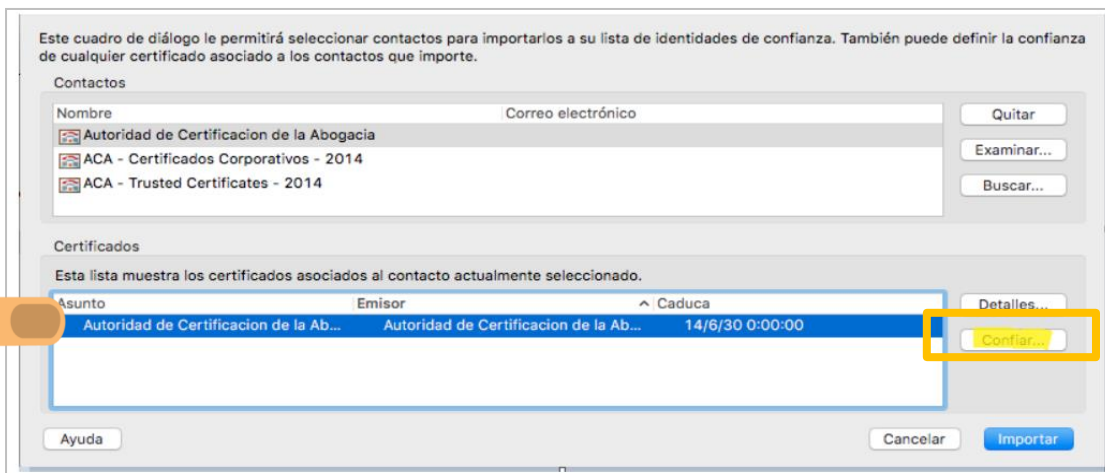 Este cuadro de diálogo le permitirá seleccionar contactos para importarlos a su lista de identidades de confianza. También puede definir la confianza
de cualquier certificado asociado a los contactos que importe.
Contactos
Nombre Correo electrónico
Quitar
Autoridad de Certificacion de la Abogacia
ACA - Certificados Corporativos - 2014
Examinar...
ACA - Trusted Certificates - 2014
Buscar...
Certificados
Esta lista muestra los certificados asociados al contacto actualmente seleccionado.
Asunto Emisor Caduca
Detalles...
Autoridad de Certificacion de la Ab... Autoridad de Certificacion de la Ab... 14/6/30 0:00:00
Confiar...
Ayuda Cancelar Importar